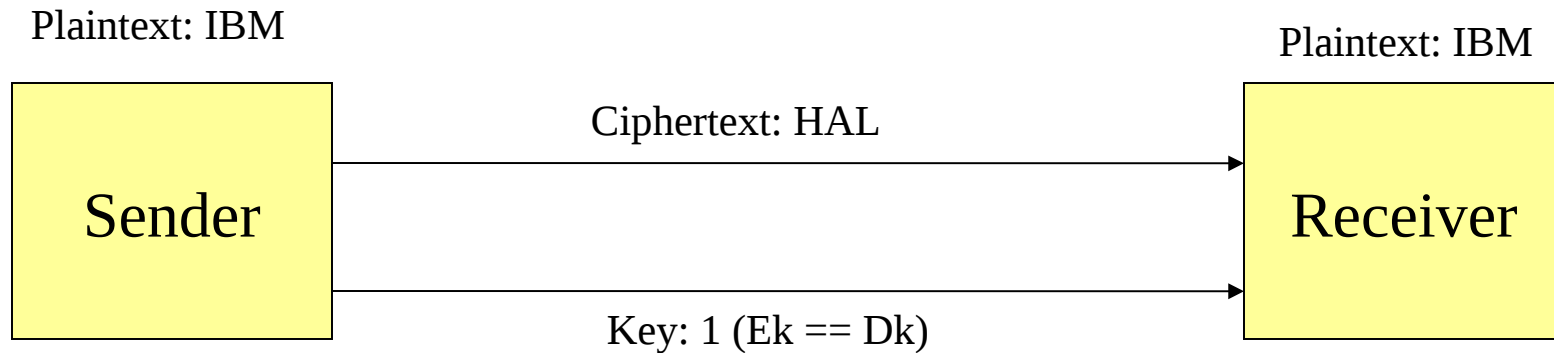 Plaintext: IBM
Plaintext: IBM
Ciphertext: HAL
Sender
Receiver
Key: 1 (Ek == Dk)